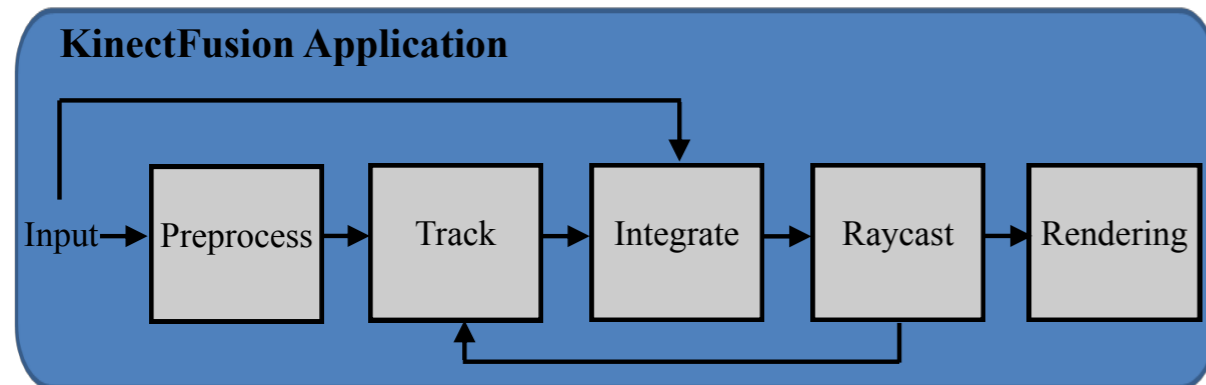 KinectFusion Application
Input
Preprocess
Track
Integrate
Raycast
Rendering